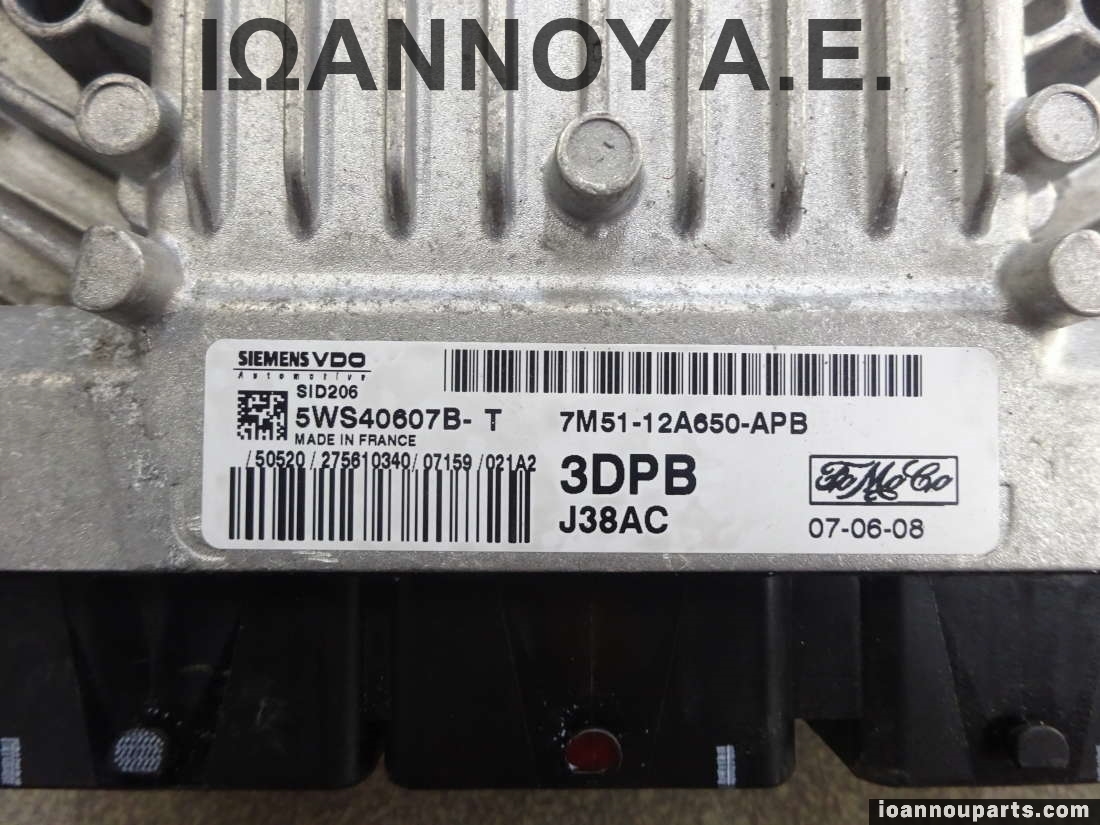 ΙΩΑΝΝΟΥ Α.Ε.
SIEMENS VDO
Automotive
SID206
5WS40607B- T
7M51-12A650-APB
MADE IN FRANCE
/50520/275610340/07159/021A2
3DPB
FoMoCo
J38AC
07-06-08
ioannouparts.com